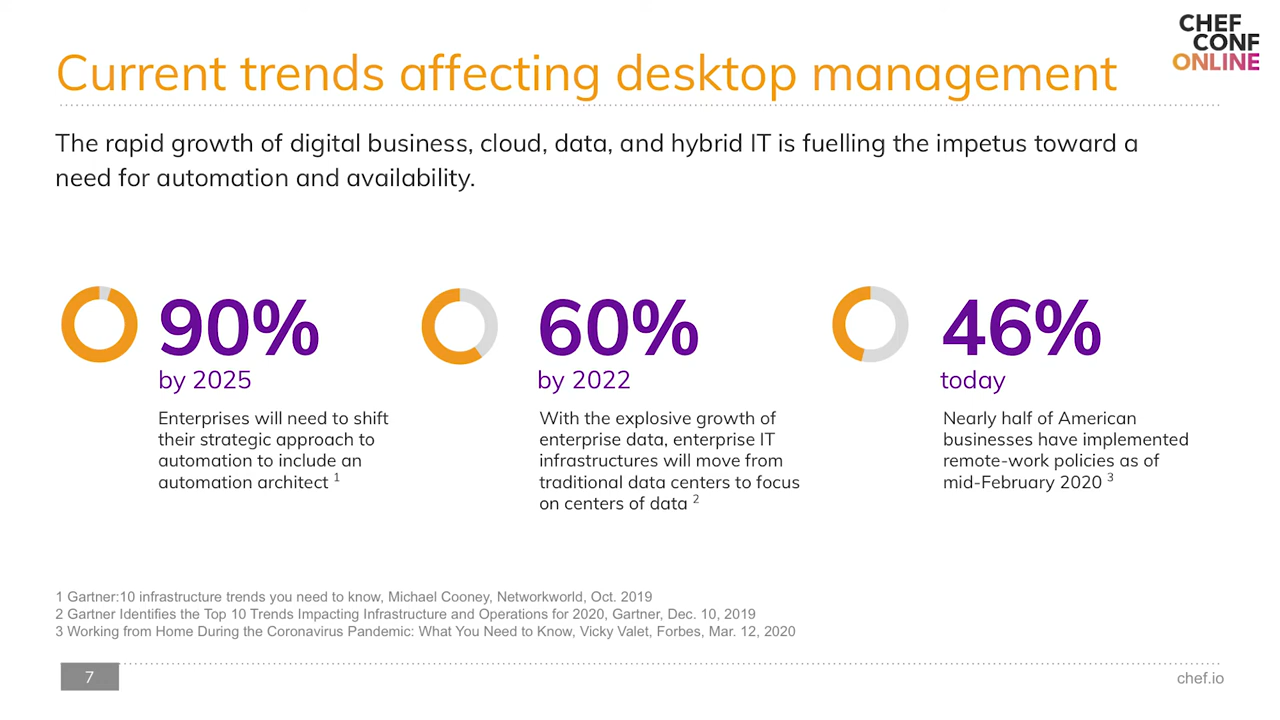 CHEF
CONF
ONLINE
Current trends affecting desktop management
The rapid growth of digital business, cloud, data, and hybrid IT is fuelling the impetus toward a
need for automation and availability.
90%
by 2025
Enterprises will need to shift
their strategic approach to
automation to include an
automation architect 1
60%
by 2022
With the explosive growth of
enterprise data, enterprise IT
infrastructures will move from
traditional data centers to focus
on centers of data 2
46%
today
Nearly half of American
businesses have implemented
remote-work policies as of
mid-February 2020 3
1 Gartner:10 infrastructure trends you need to know, Michael Cooney, Networkworld, Oct. 2019
2 Gartner Identifies the Top 10 Trends Impacting Infrastructure and Operations for 2020, Gartner, Dec. 10, 2019
3 Working from Home During the Coronavirus Pandemic: What You Need to Know, Vicky Valet, Forbes, Mar. 12, 2020
7
chef.io